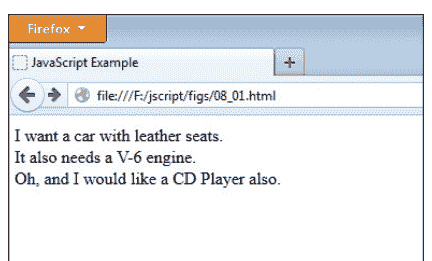 Firefox
JavaScript Example
file:///F:/jscript/figs/08_01.html
I want a car with leather seats.
It also needs a V-6 engine.
Oh, and I would like a CD Player also.